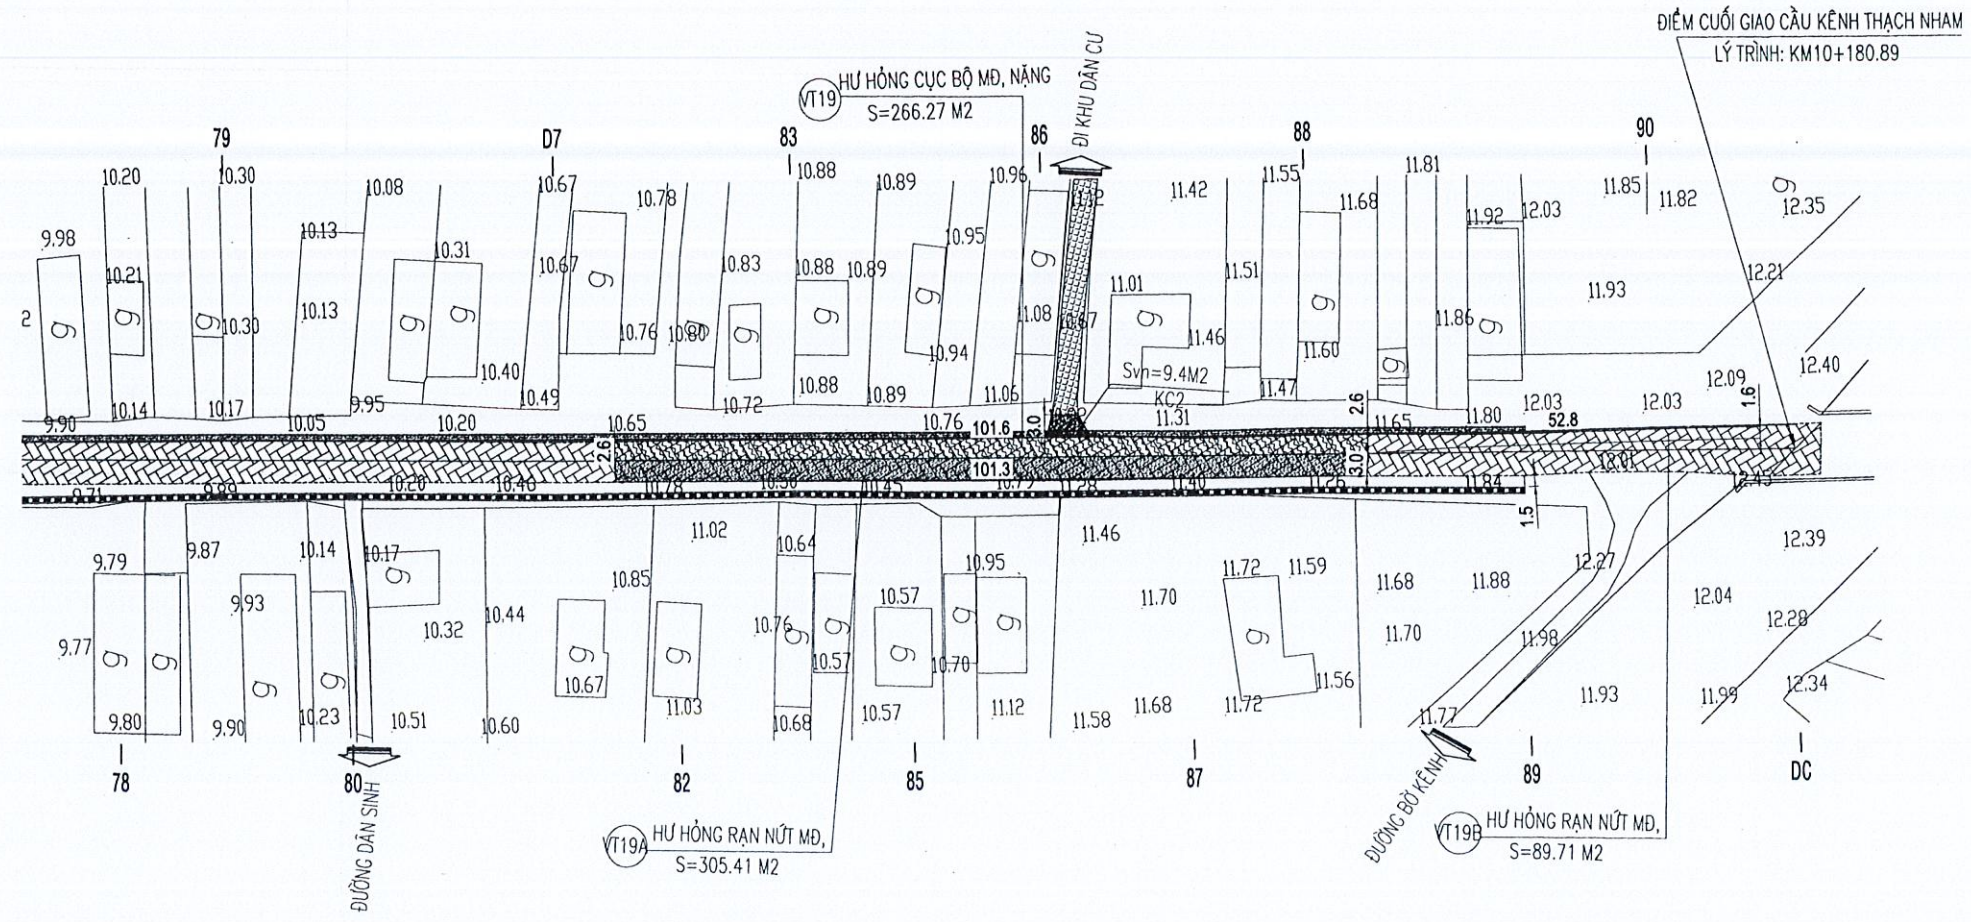 ĐIỂM CUỐI GIAO CẦU KÊNH THẠCH NHAM
LÝ TRÌNH: KM10+180.89
VT19
HƯ HỎNG CỤC BỘ MĐ, NẶNG
S=266.27 M2
ĐI KHU DÂN CƯ
79
D7
83
86
88
90
10.20
10.30
10.08
10.67
10.78
10.88
10.89
10.96
11.42
11.55
11.68
11.81
11.92
12.03
11.85
11.82
g
12.35
9.98
10.13
10.31
10.67
10.83
10.88
10.89
10.95
g
11.51
12.21
10.21
g
g
g
g
11.01
11.93
2
g
g
g
10.30
10.13
g
g
10.76
10.80
g
g
11.08
g
11.46
g
11.86
g
10.94
11.60
g
12.40
10.40
Svn=9.4M2
12.09
9.90
10.14
10.17
10.05
9.95
10.20
10.49
10.65
10.72
10.88
10.89
10.76
11.06
KC2
11.31
11.47
2.6
11.65
11.80
12.03
52.8
12.03
1.6
101.6
3.0
2.6
101.3
12.01
9.71
9.89
10.20
10.46
11.78
10.45
10.79
11.28
11.40
11.26
11.84
12.45
1.5
9.79
9.87
10.14
10.17
g
11.02
10.64
10.95
11.46
12.27
12.39
9.93
10.85
10.57
11.72
11.59
11.68
11.88
10.44
11.70
12.04
9.77
g
g
10.32
g
g
10.76
g
g
g
g
g
g
11.70
11.98
12.28
g
g
10.67
10.57
10.70
11.56
9.80
9.90
10.23
10.51
10.60
11.03
10.68
10.57
11.12
11.58
11.68
11.72
11.77
11.93
11.99
12.34
78
80
82
85
87
89
DC
ĐƯỜNG DÂN SINH
VT19A
HƯ HỎNG RẠN NỨT MĐ,
S=305.41 M2
ĐƯỜNG BỜ KÊNH
VT19B
HƯ HỎNG RẠN NỨT MĐ,
S=89.71 M2